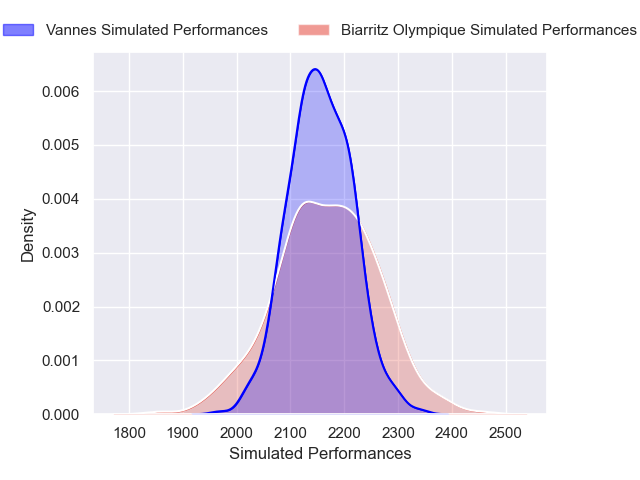 Vannes Simulated Performances
Biarritz Olympique Simulated Performances
0.006
0.005
0.004
0.003
0.002
0.001
0.000
Density
1800 1900 2000 2100 2200 2300 2400 2500
Simulated Performances